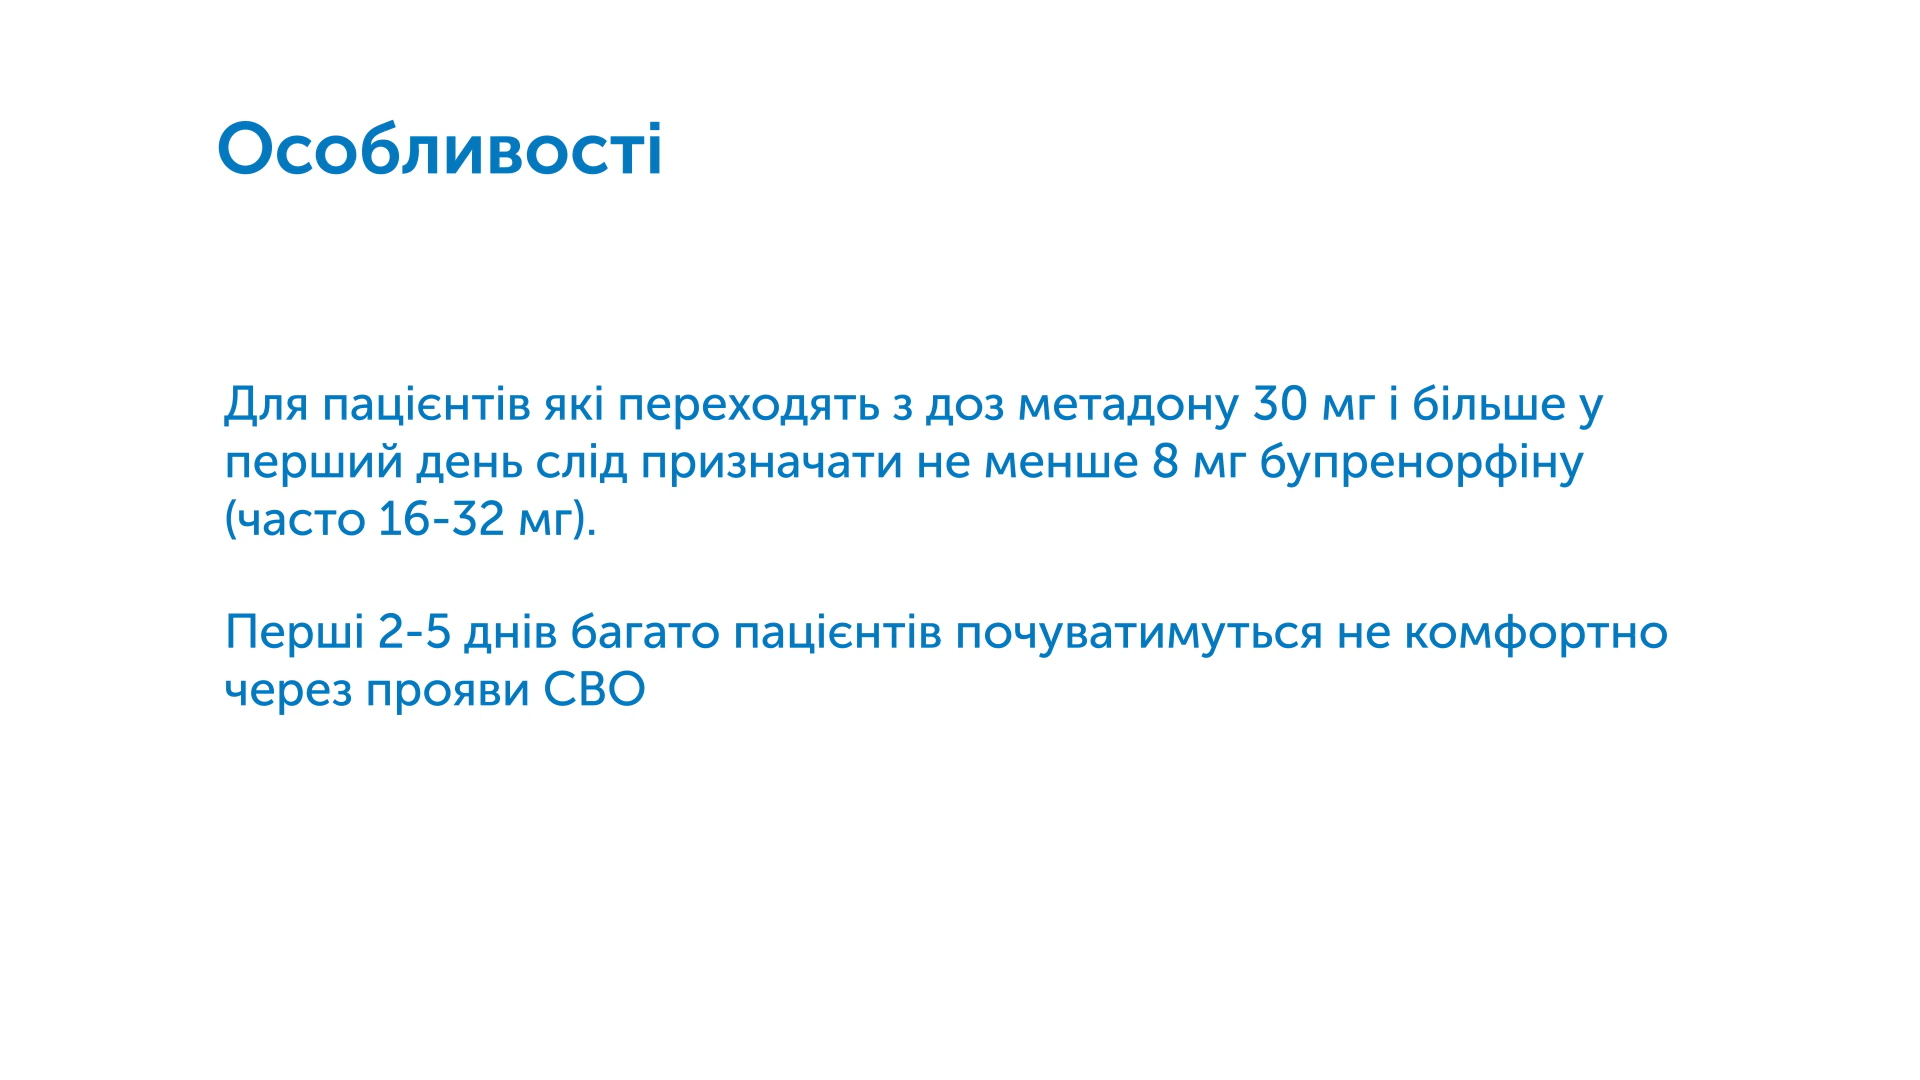 Особливості
Для пацієнтів які переходять з доз метадону 30 мг і більше у
перший день слід призначати не менше 8 мг бупренорфіну
(часто 16-32 мг).
Перші 2-5 днів багато пацієнтів почуватимуться не комфортно
через прояви СВО